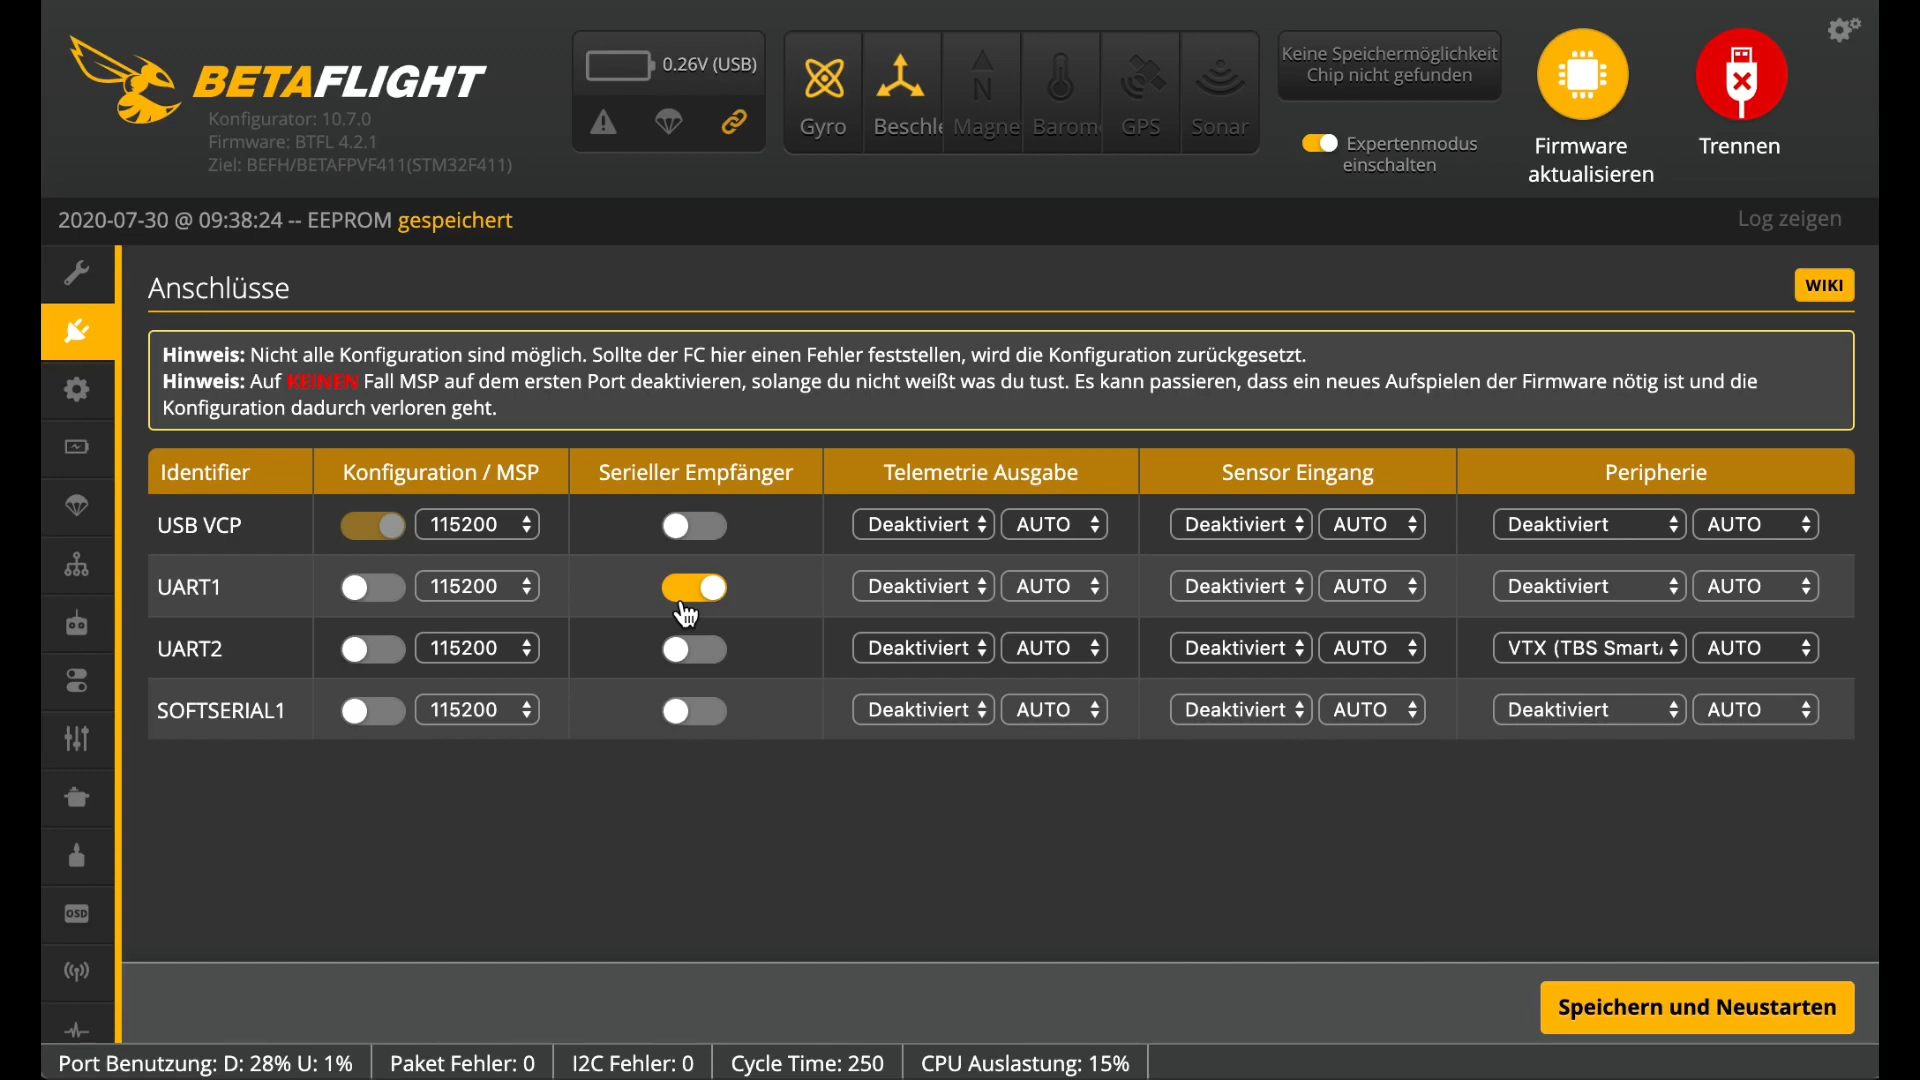 BETAFLIGHT
Konfigurator: 10.7.0
Firmware: BTFL 4.2.1
Ziel: BEFH/BETAFPVF411(STM32F411)
0.26V (USB)
Gyro
Beschle
Magne
Barom
GPS
Sonar
Keine Speichermöglichkeit
Chip nicht gefunden
Expertenmodus
einschalten
Firmware
aktualisieren
Trennen
2020-07-30 @ 09:38:24 -- EEPROM gespeichert
Log zeigen
Anschlüsse
WIKI
Hinweis: Nicht alle Konfiguration sind möglich. Sollte der FC hier einen Fehler feststellen, wird die Konfiguration zurückgesetzt.
Hinweis: Auf KEINEN Fall MSP auf dem ersten Port deaktivieren, solange du nicht weißt was du tust. Es kann passieren, dass ein neues Aufspielen der Firmware nötig ist und die
Konfiguration dadurch verloren geht.
Identifier Konfiguration / MSP Serieller Empfänger Telemetrie Ausgabe Sensor Eingang Peripherie
USB VCP 115200 Deaktiviert AUTO Deaktiviert AUTO Deaktiviert AUTO
UART1 115200 Deaktiviert AUTO Deaktiviert AUTO Deaktiviert AUTO
UART2 115200 Deaktiviert AUTO Deaktiviert AUTO VTX (TBS Smart AUTO
SOFTSERIAL1 115200 Deaktiviert AUTO Deaktiviert AUTO Deaktiviert AUTO
OSD
Speichern und Neustarten
Port Benutzung: D: 28% U: 1% Paket Fehler: 0 I2C Fehler: 0 Cycle Time: 250 CPU Auslastung: 15%